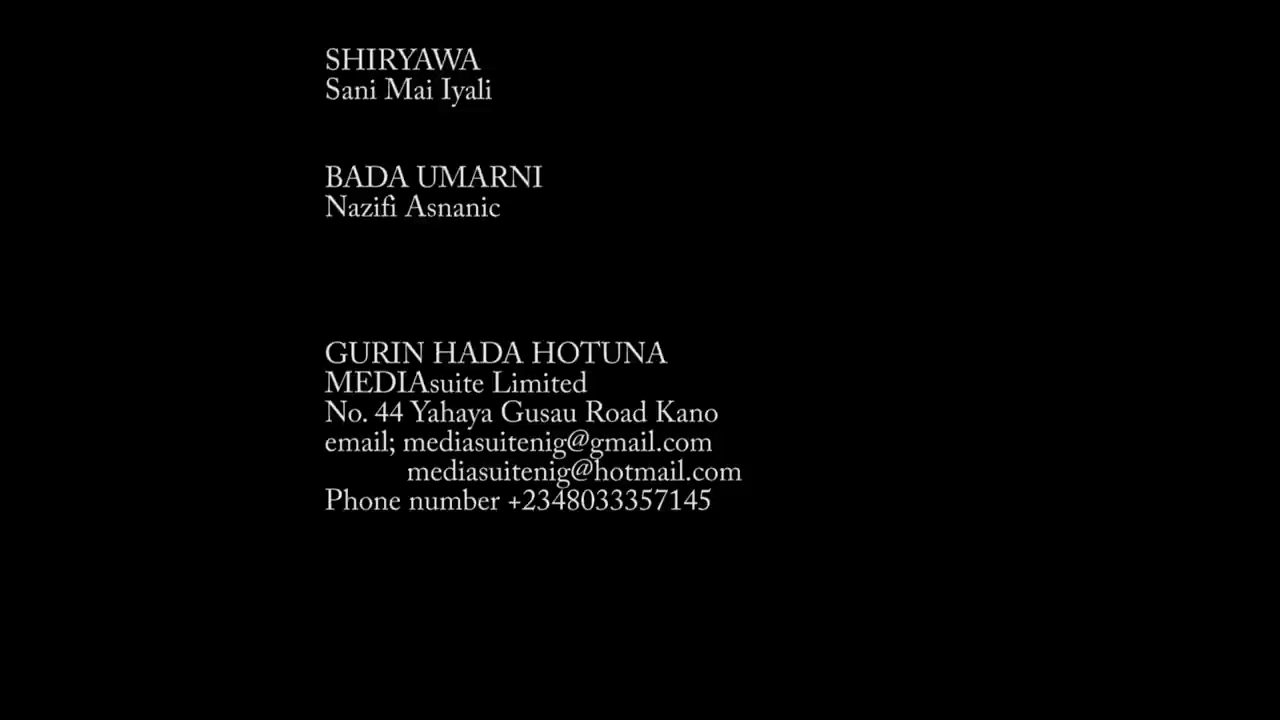 SHIRYAWA
Sani Mai Iyali
BADA UMARNI
Nazifi Asnanic
GURIN HADA HOTUNA
MEDIAsuite Limited
No. 44 Yahaya Gusau Road Kano
email; mediasuitenig@gmail.com
mediasuitenig@hotmail.com
Phone number +2348033357145